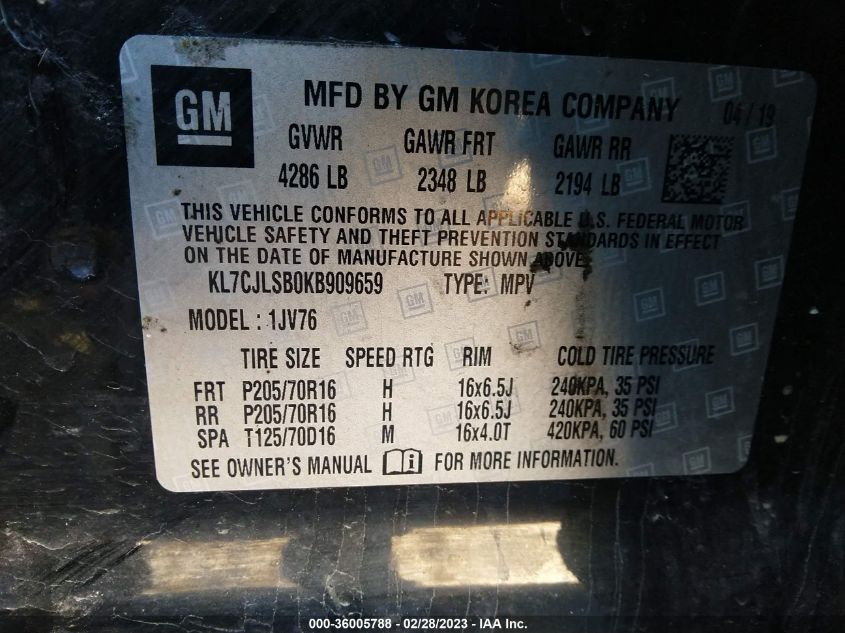 GM
MFD BY GM KOREA COMPANY 04/19
GVWR GAWR FRT GAWR RR
4286 LB 2348 LB 2194 LB
THIS VEHICLE CONFORMS TO ALL APPLICABLE U.S. FEDERAL MOTOR
VEHICLE SAFETY AND THEFT PREVENTION STANDARDS IN EFFECT
ON THE DATE OF MANUFACTURE SHOWN ABOVE
KL7CJLSB0KB909659 TYPE: MPV
MODEL : 1JV76
TIRE SIZE SPEED RTG RIM COLD TIRE PRESSURE
FRT P205/70R16 H 16x6.5J 240KPA, 35 PSI
RR P205/70R16 H 16x6.5J 240KPA, 35 PSI
SPA T125/70D16 M 16x4.0T 420KPA, 60 PSI
SEE OWNER'S MANUAL FOR MORE INFORMATION.
000-36005788 - 02/28/2023 - IAA Inc.